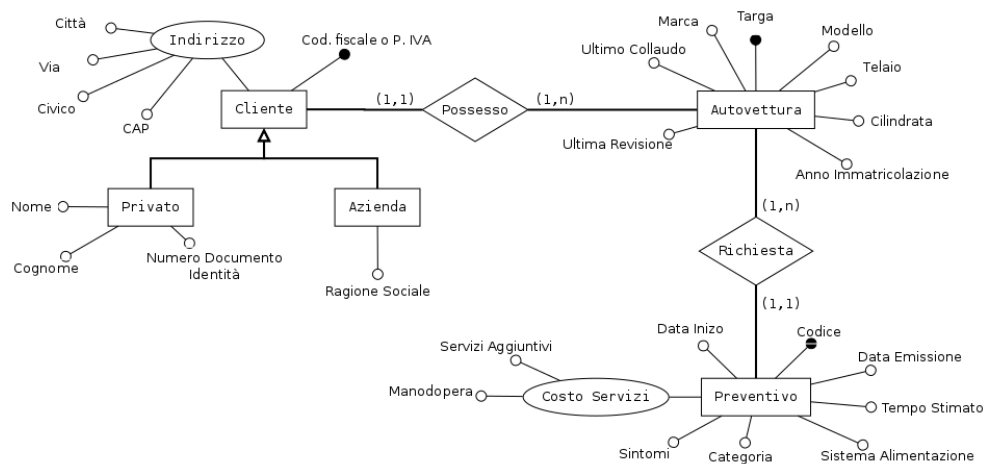 Città
Indirizzo
Cod. fiscale o P. IVA
Via
Civico
CAP
Cliente
(1,1)
Possesso
(1,n)
Marca
Targa
Modello
Ultimo Collaudo
Telaio
Autovettura
Cilindrata
Ultima Revisione
Anno Immatricolazione
Nome
Privato
Azienda
Cognome
Numero Documento
Identità
Ragione Sociale
(1,n)
Richiesta
(1,1)
Data Inizo
Codice
Servizi Aggiuntivi
Data Emissione
Manodopera
Costo Servizi
Preventivo
Tempo Stimato
Sintomi
Categoria
Sistema Alimentazione